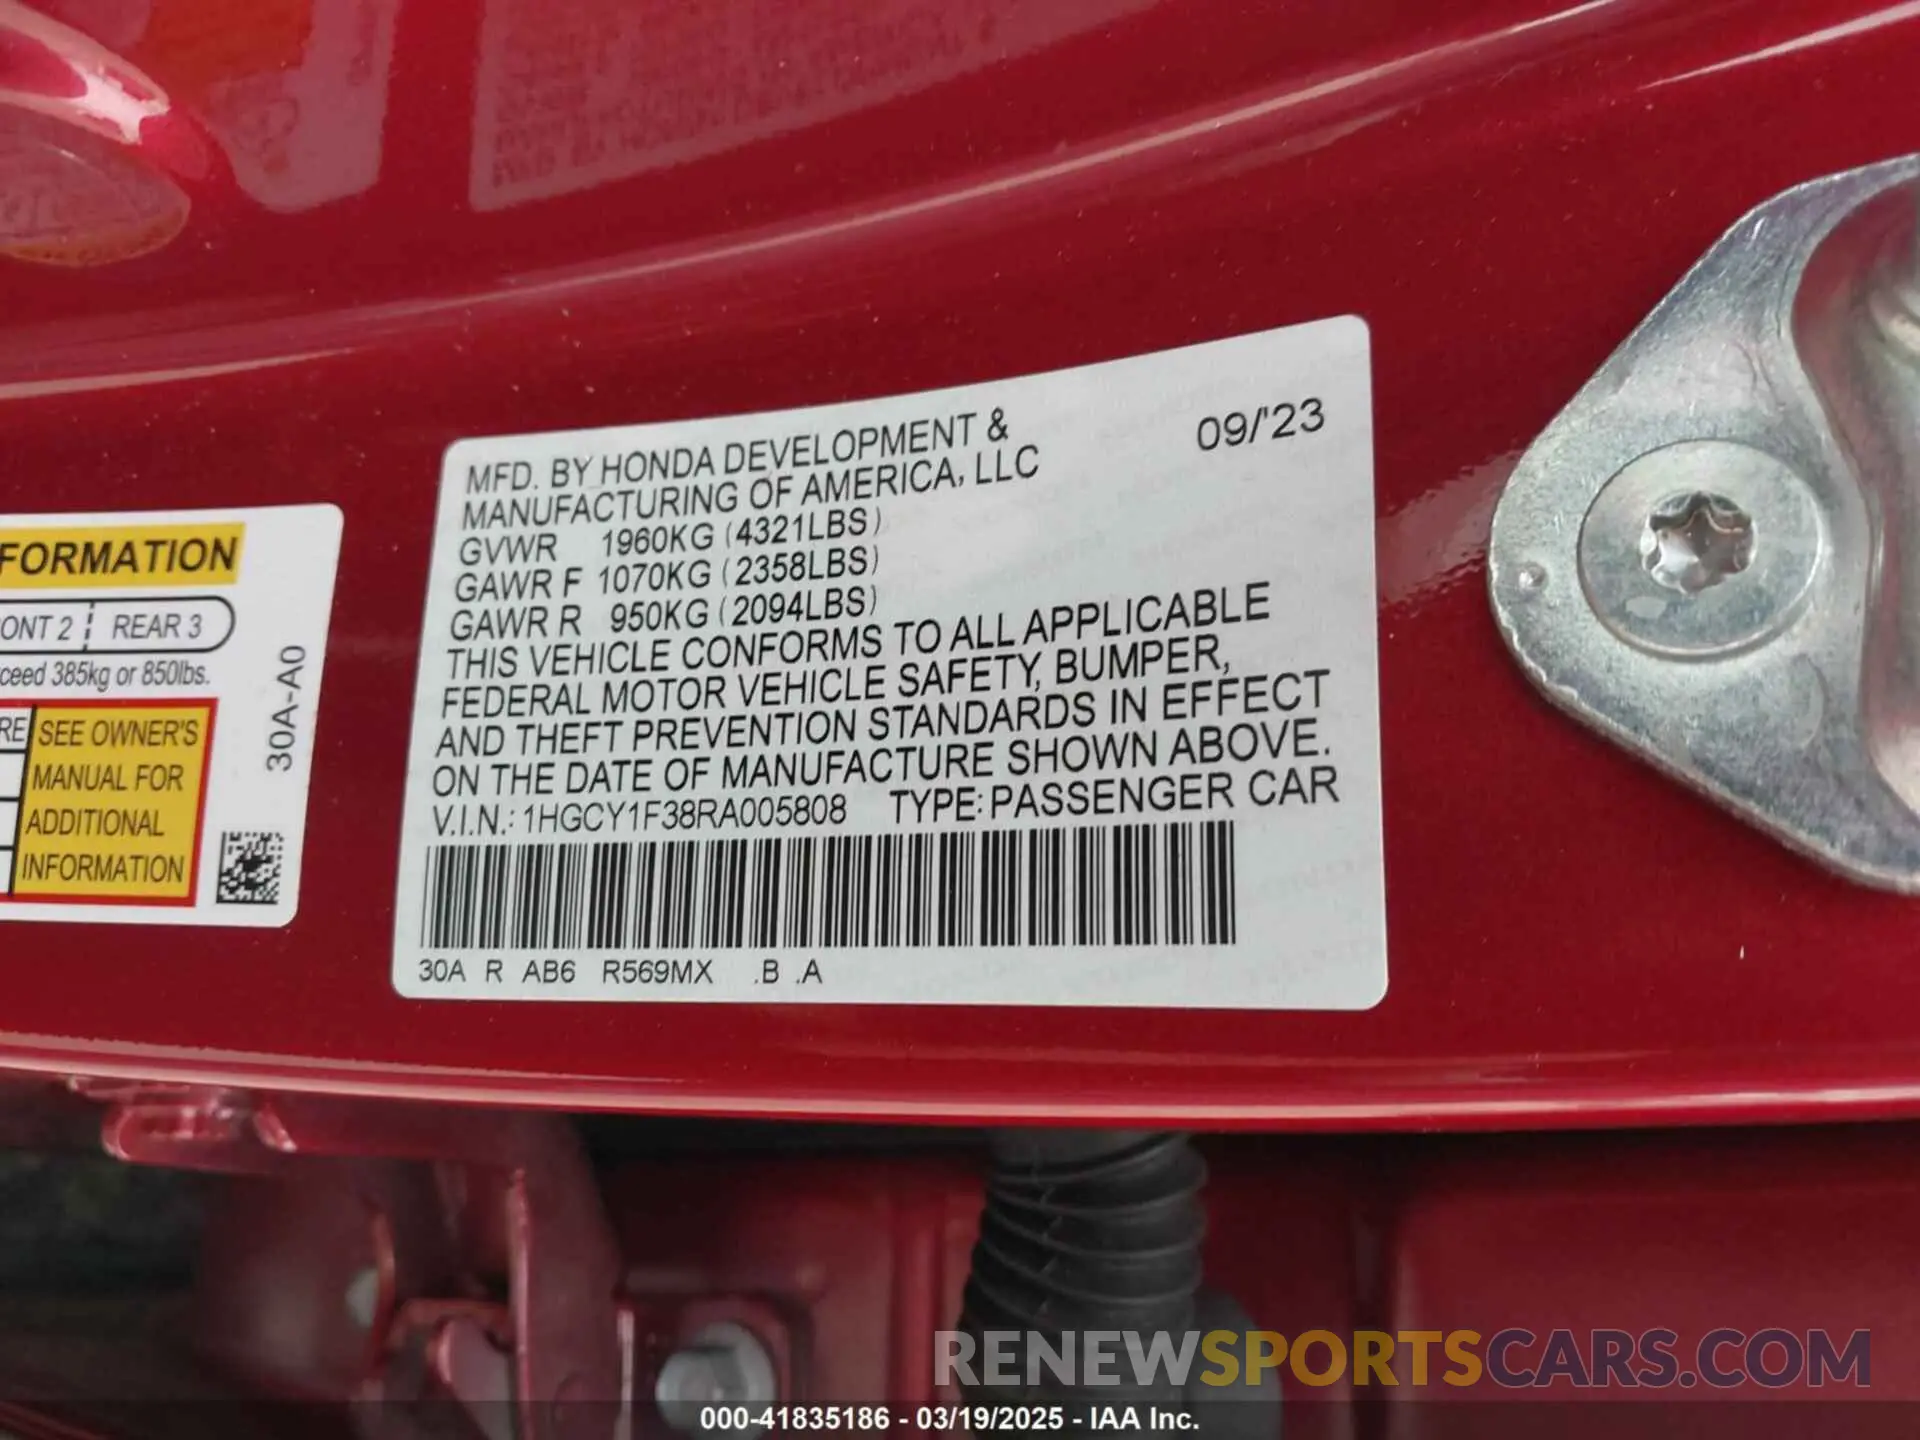 MFD. BY HONDA DEVELOPMENT &
MANUFACTURING OF AMERICA, LLC
09/'23
GVWR 1960KG (4321LBS)
GAWR F 1070KG (2358LBS)
GAWR R 950KG (2094LBS)
THIS VEHICLE CONFORMS TO ALL APPLICABLE
FEDERAL MOTOR VEHICLE SAFETY, BUMPER,
AND THEFT PREVENTION STANDARDS IN EFFECT
ON THE DATE OF MANUFACTURE SHOWN ABOVE.
V.I.N.: 1HGCY1F38RA005808 TYPE: PASSENGER CAR
30A R AB6 R569MX .B .A
FORMATION
ONT 2 REAR 3
ceed 385kg or 850lbs.
RE
SEE OWNER'S
MANUAL FOR
ADDITIONAL
INFORMATION
30A-A0
RENEWSPORTSCARS.COM
000-41835186 - 03/19/2025 - IAA Inc.